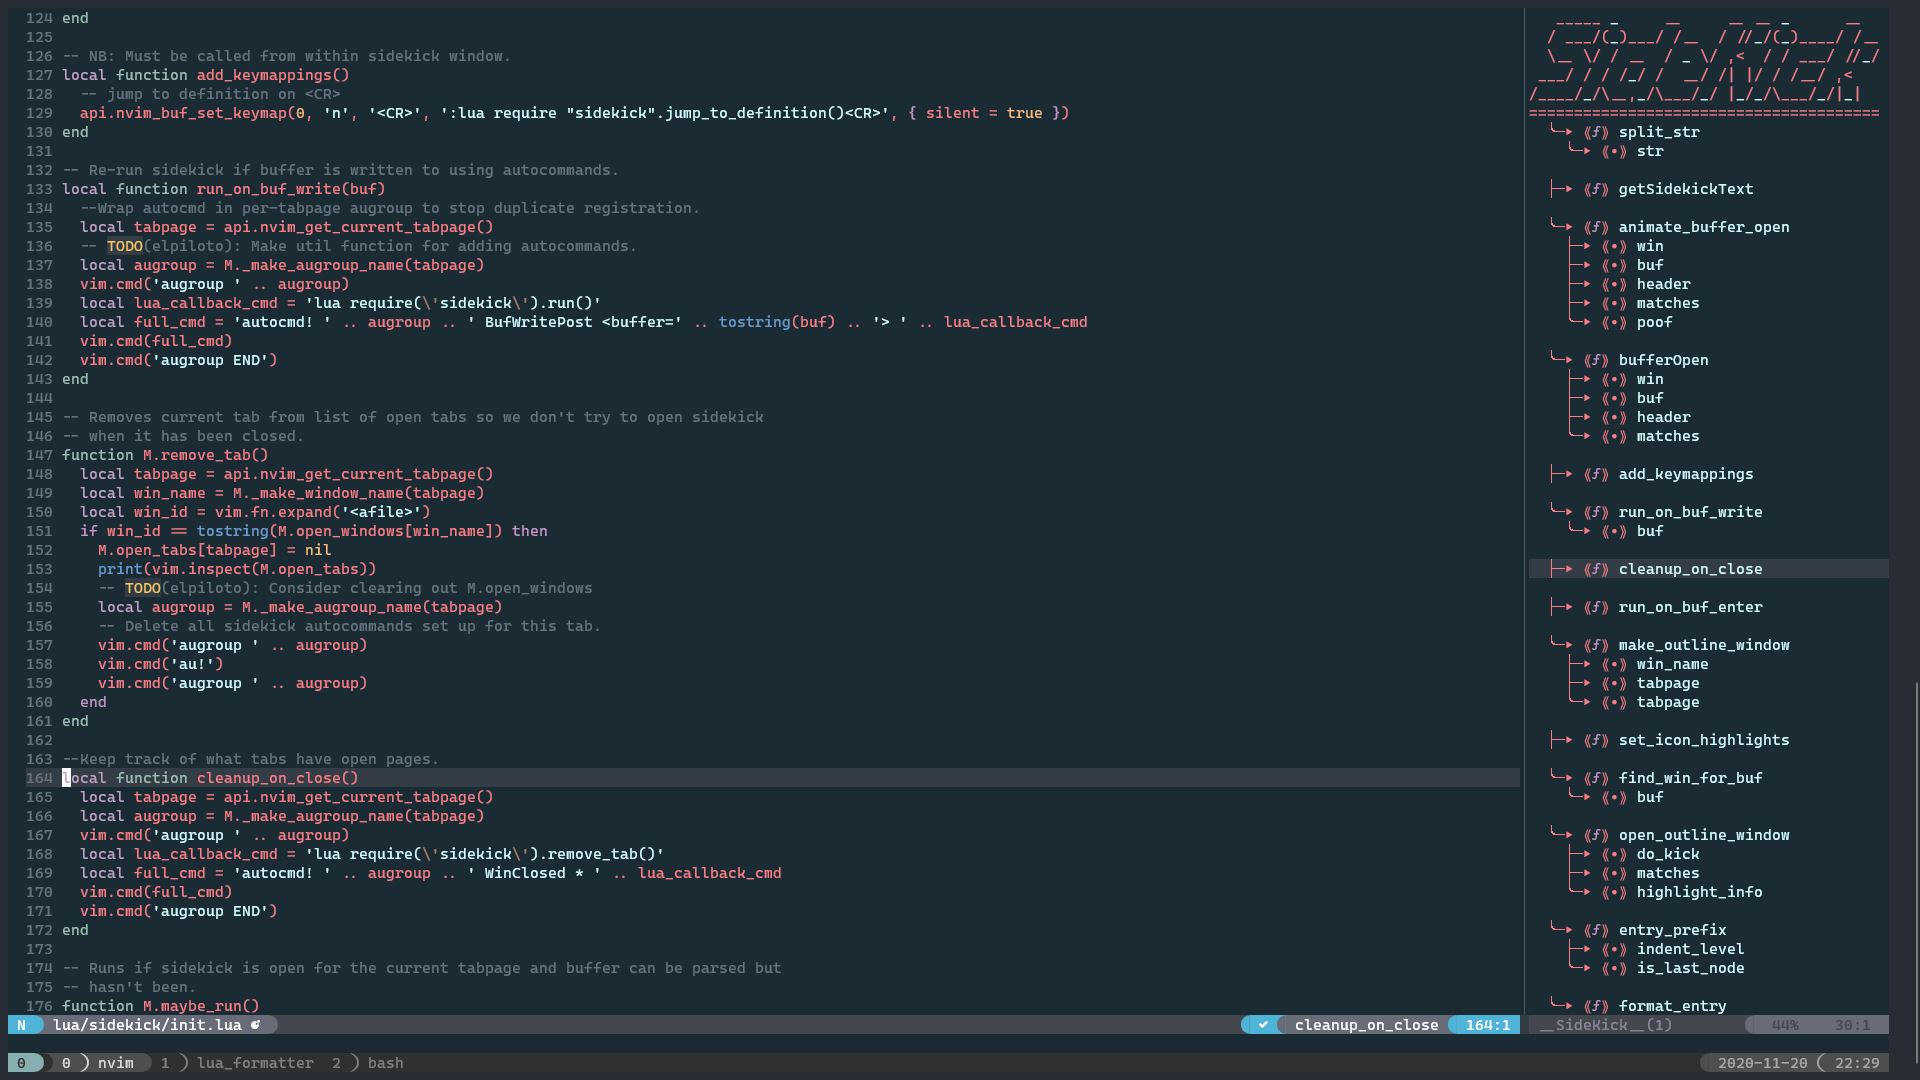 124 end
125
126 -- NB: Must be called from within sidekick window.
127 local function add_keymappings()
128   -- jump to definition on <CR>
129   api.nvim_buf_set_keymap(0, 'n', '<CR>', ':lua require "sidekick".jump_to_definition()<CR>', { silent = true })
130 end
131
132 -- Re-run sidekick if buffer is written to using autocommands.
133 local function run_on_buf_write(buf)
134   --Wrap autocmd in per-tabpage augroup to stop duplicate registration.
135   local tabpage = api.nvim_get_current_tabpage()
136   -- TODO(elpiloto): Make util function for adding autocommands.
137   local augroup = M._make_augroup_name(tabpage)
138   vim.cmd('augroup ' .. augroup)
139   local lua_callback_cmd = 'lua require(\'sidekick\').run()'
140   local full_cmd = 'autocmd! ' .. augroup .. ' BufWritePost <buffer=' .. tostring(buf) .. '> ' .. lua_callback_cmd
141   vim.cmd(full_cmd)
142   vim.cmd('augroup END')
143 end
144
145 -- Removes current tab from list of open tabs so we don't try to open sidekick
146 -- when it has been closed.
147 function M.remove_tab()
148   local tabpage = api.nvim_get_current_tabpage()
149   local win_name = M._make_window_name(tabpage)
150   local win_id = vim.fn.expand('<afile>')
151   if win_id == tostring(M.open_windows[win_name]) then
152     M.open_tabs[tabpage] = nil
153     print(vim.inspect(M.open_tabs))
154     -- TODO(elpiloto): Consider clearing out M.open_windows
155     local augroup = M._make_augroup_name(tabpage)
156     -- Delete all sidekick autocommands set up for this tab.
157     vim.cmd('augroup ' .. augroup)
158     vim.cmd('au!')
159     vim.cmd('augroup ' .. augroup)
160   end
161 end
162
163 --Keep track of what tabs have open pages.
164 local function cleanup_on_close()
165   local tabpage = api.nvim_get_current_tabpage()
166   local augroup = M._make_augroup_name(tabpage)
167   vim.cmd('augroup ' .. augroup)
168   local lua_callback_cmd = 'lua require(\'sidekick\').remove_tab()'
169   local full_cmd = 'autocmd! ' .. augroup .. ' WinClosed * ' .. lua_callback_cmd
170   vim.cmd(full_cmd)
171   vim.cmd('augroup END')
172 end
173
174 -- Runs if sidekick is open for the current tabpage and buffer can be parsed but
175 -- hasn't been.
176 function M.maybe_run()
N lua/sidekick/init.lua
✔ cleanup_on_close 164:1
SideKick
⟪ƒ⟫ split_str
⟪•⟫ str
⟪ƒ⟫ getSidekickText
⟪ƒ⟫ animate_buffer_open
⟪•⟫ win
⟪•⟫ buf
⟪•⟫ header
⟪•⟫ matches
⟪•⟫ poof
⟪ƒ⟫ bufferOpen
⟪•⟫ win
⟪•⟫ buf
⟪•⟫ header
⟪•⟫ matches
⟪ƒ⟫ add_keymappings
⟪ƒ⟫ run_on_buf_write
⟪•⟫ buf
⟪ƒ⟫ cleanup_on_close
⟪ƒ⟫ run_on_buf_enter
⟪ƒ⟫ make_outline_window
⟪•⟫ win_name
⟪•⟫ tabpage
⟪•⟫ tabpage
⟪ƒ⟫ set_icon_highlights
⟪ƒ⟫ find_win_for_buf
⟪•⟫ buf
⟪ƒ⟫ open_outline_window
⟪•⟫ do_kick
⟪•⟫ matches
⟪•⟫ highlight_info
⟪ƒ⟫ entry_prefix
⟪•⟫ indent_level
⟪•⟫ is_last_node
⟪ƒ⟫ format_entry
__SideKick__(1) 44% 30:1
0 0 nvim 1 lua_formatter 2 bash
2020-11-20 22:29